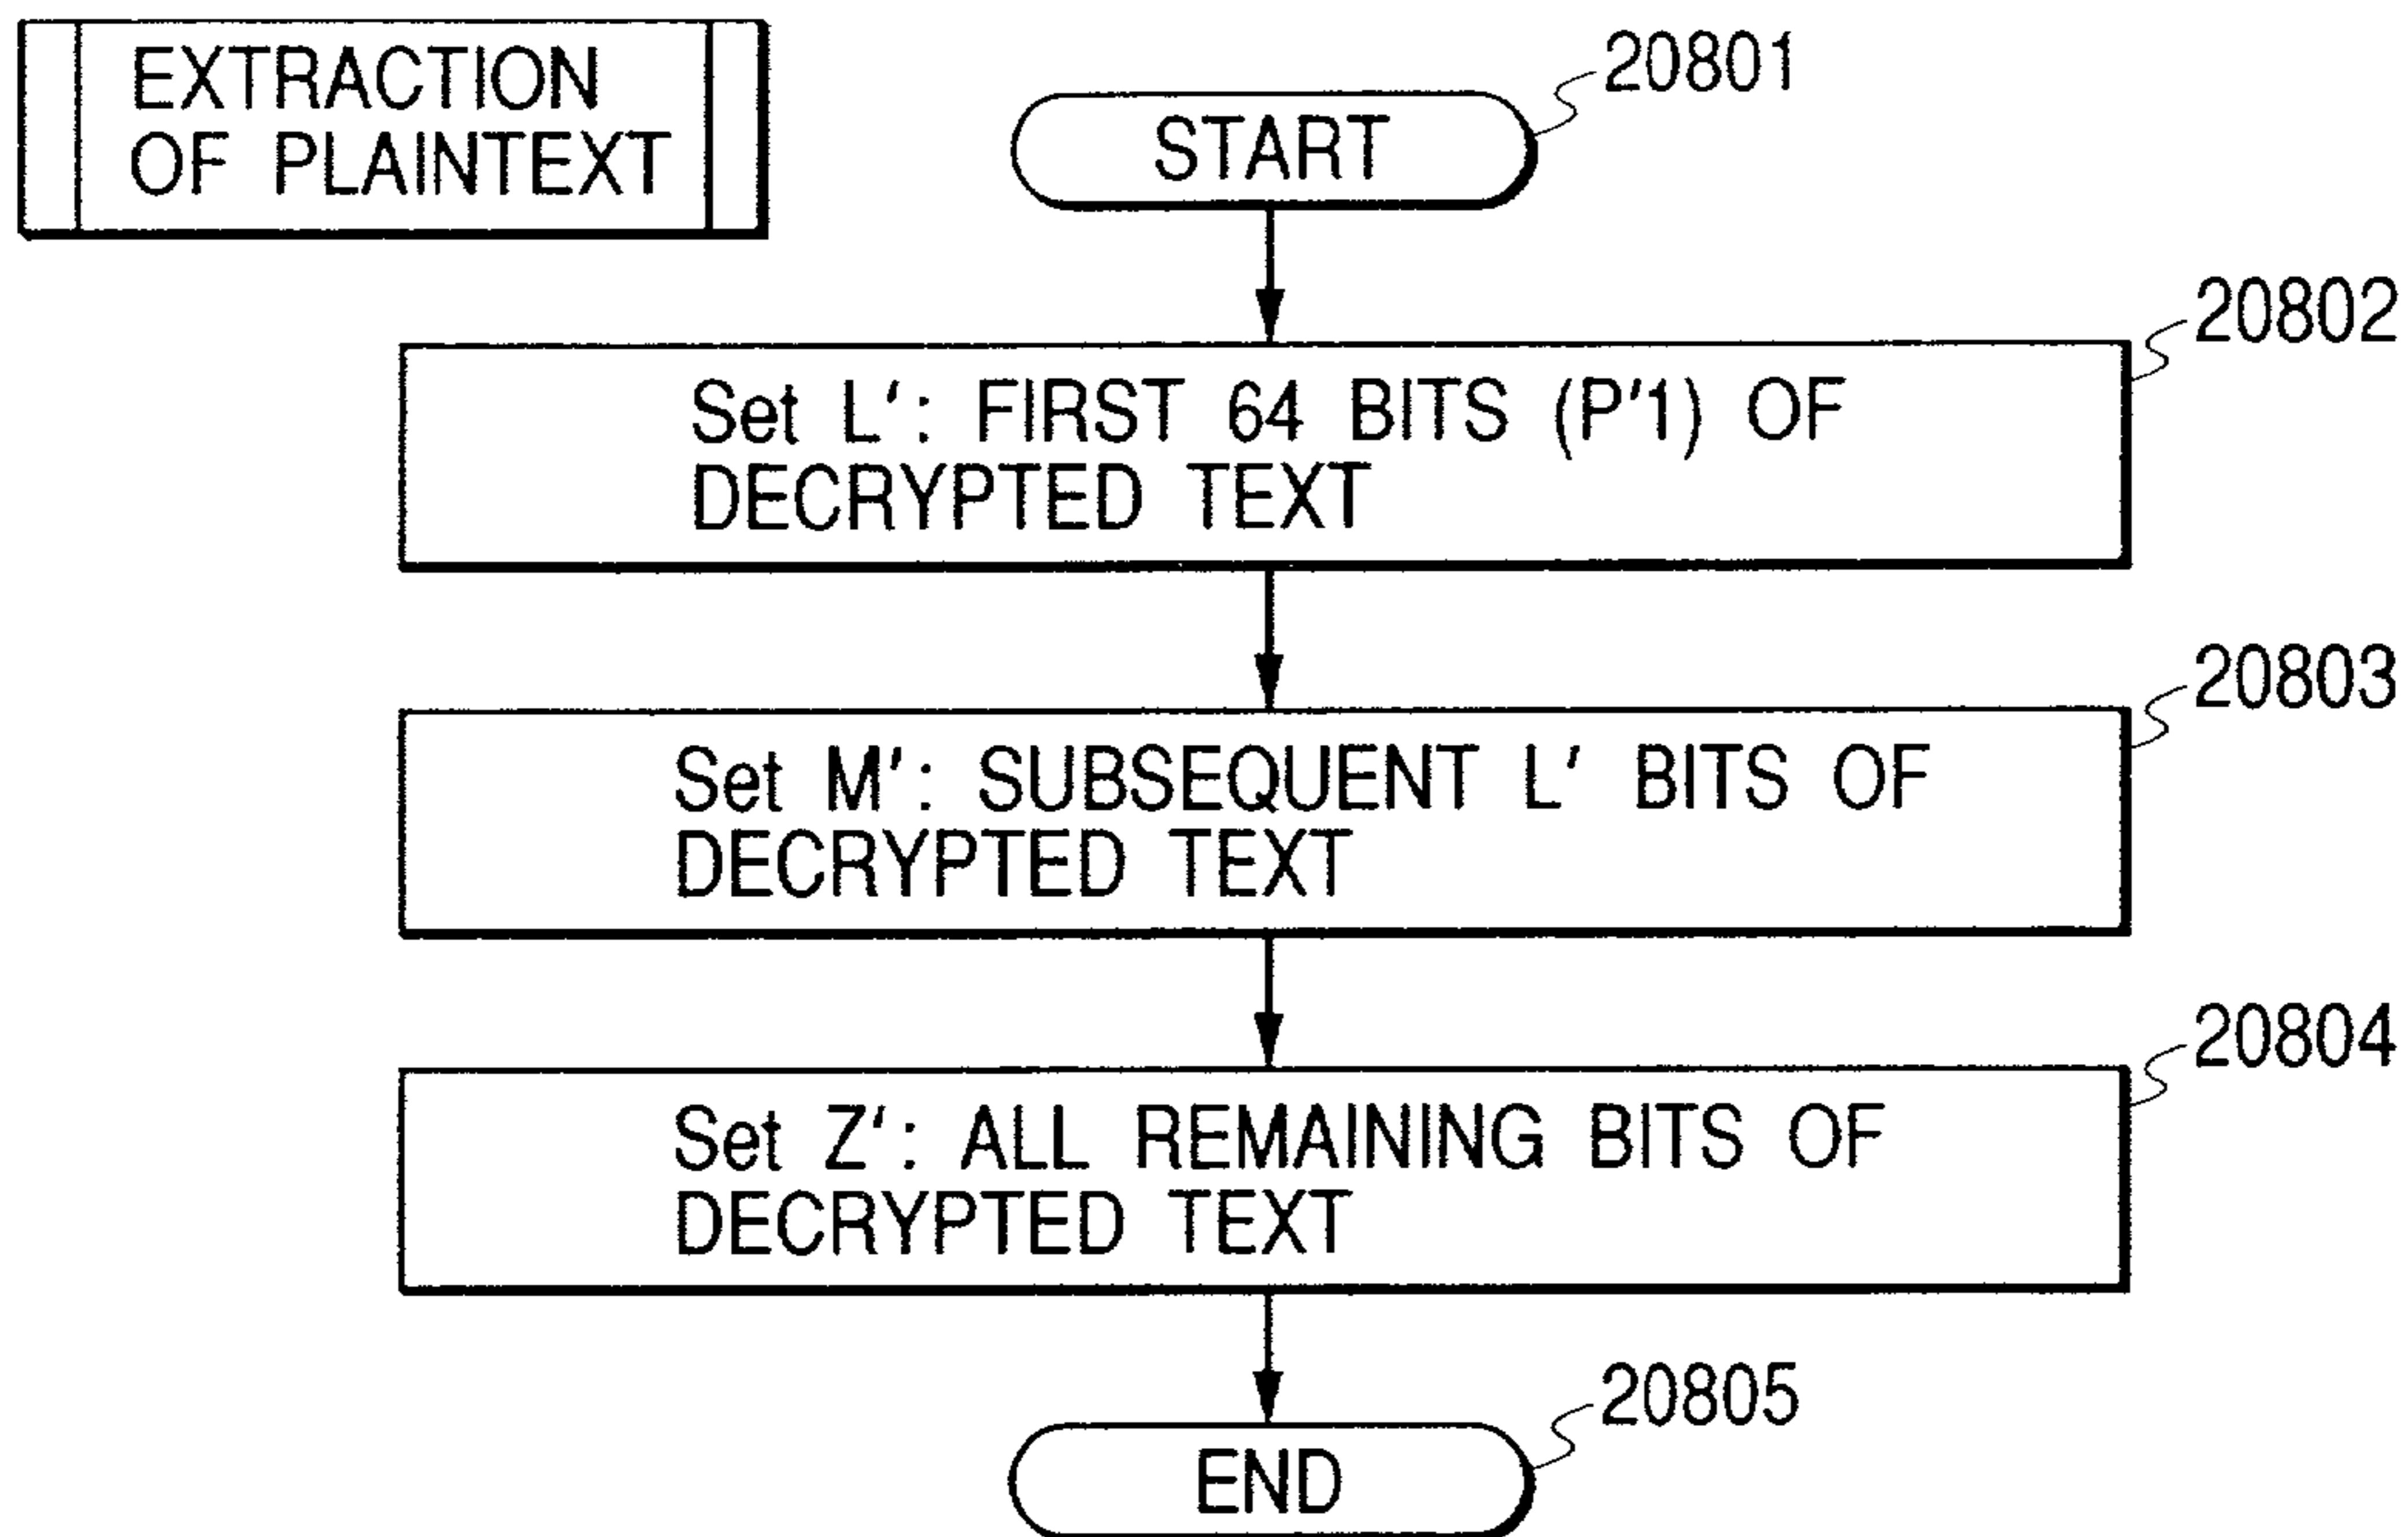 EXTRACTION
OF PLAINTEXT
START
20801
20802
Set L': FIRST 64 BITS (P'1) OF
DECRYPTED TEXT
20803
Set M': SUBSEQUENT L' BITS OF
DECRYPTED TEXT
20804
Set Z': ALL REMAINING BITS OF
DECRYPTED TEXT
20805
END